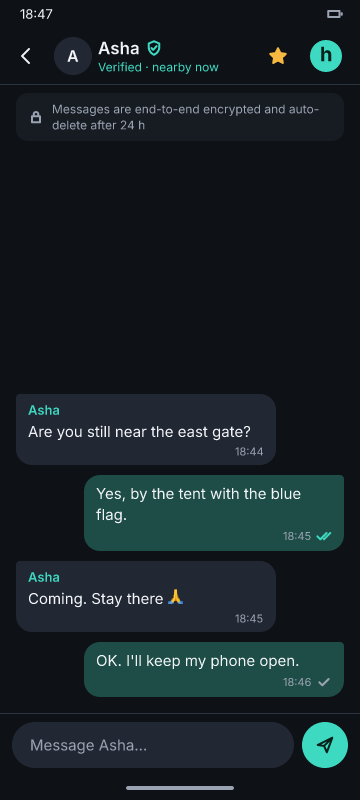 18:47
A
Asha
h
Verified · nearby now
Messages are end-to-end encrypted and auto-
delete after 24 h
Asha
Are you still near the east gate?
18:44
Yes, by the tent with the blue
flag.
18:45
Asha
Coming. Stay there 🙏
18:45
OK. I'll keep my phone open.
18:46
Message Asha...